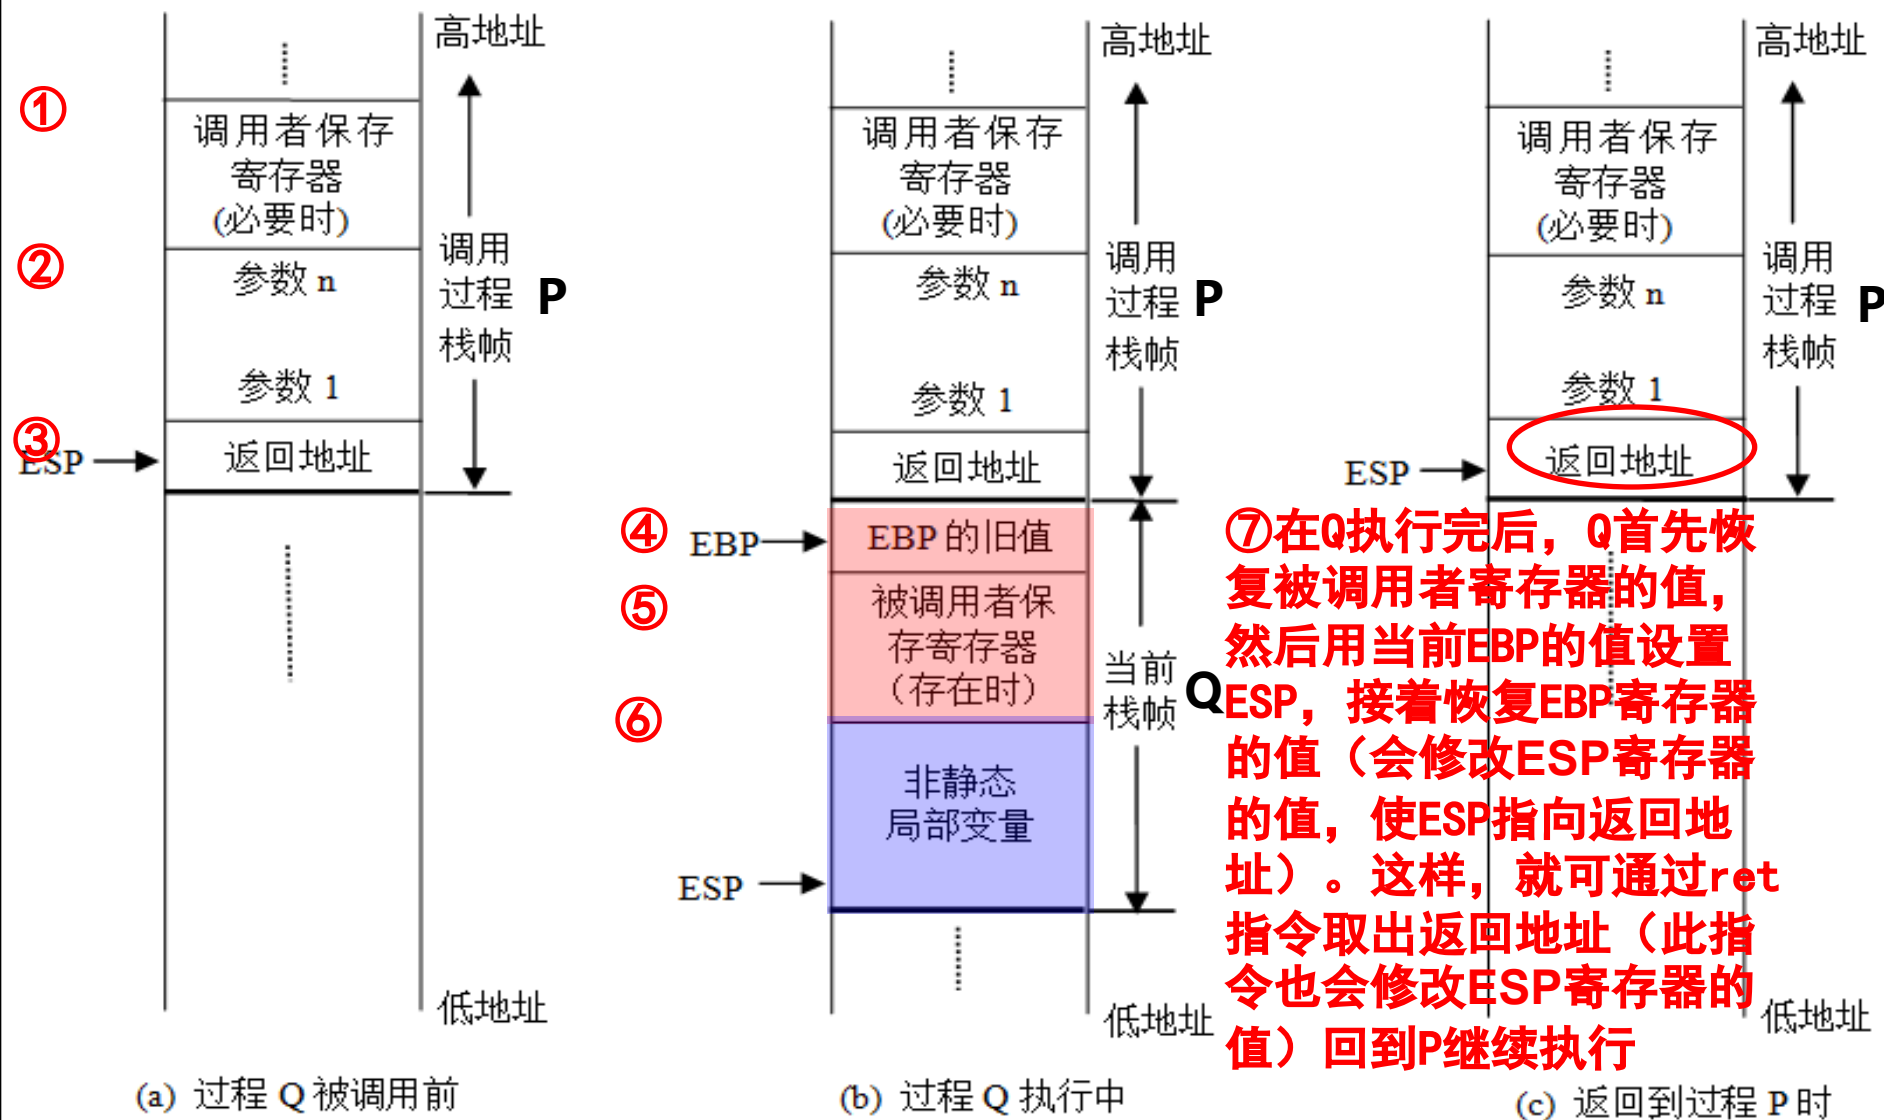 高地址
①
调用者保存
寄存器
(必要时)
②
参数 n
调用
过程 P
栈帧
参数 1
③
ESP
返回地址
低地址
(a) 过程 Q 被调用前
高地址
调用者保存
寄存器
(必要时)
参数 n
调用
过程 P
栈帧
参数 1
返回地址
④
EBP
EBP 的旧值
⑤
被调用者保
存寄存器
（存在时）
当前
栈帧 Q
⑥
非静态
局部变量
ESP
低地址
(b) 过程 Q 执行中
高地址
调用者保存
寄存器
(必要时)
参数 n
调用
过程 P
栈帧
参数 1
ESP
返回地址
⑦在Q执行完后，Q首先恢
复被调用者寄存器的值，
然后用当前EBP的值设置
ESP，接着恢复EBP寄存器
的值（会修改ESP寄存器
的值，使ESP指向返回地
址）。这样，就可通过ret
指令取出返回地址（此指
令也会修改ESP寄存器的
值）回到P继续执行
低地址
(c) 返回到过程 P 时